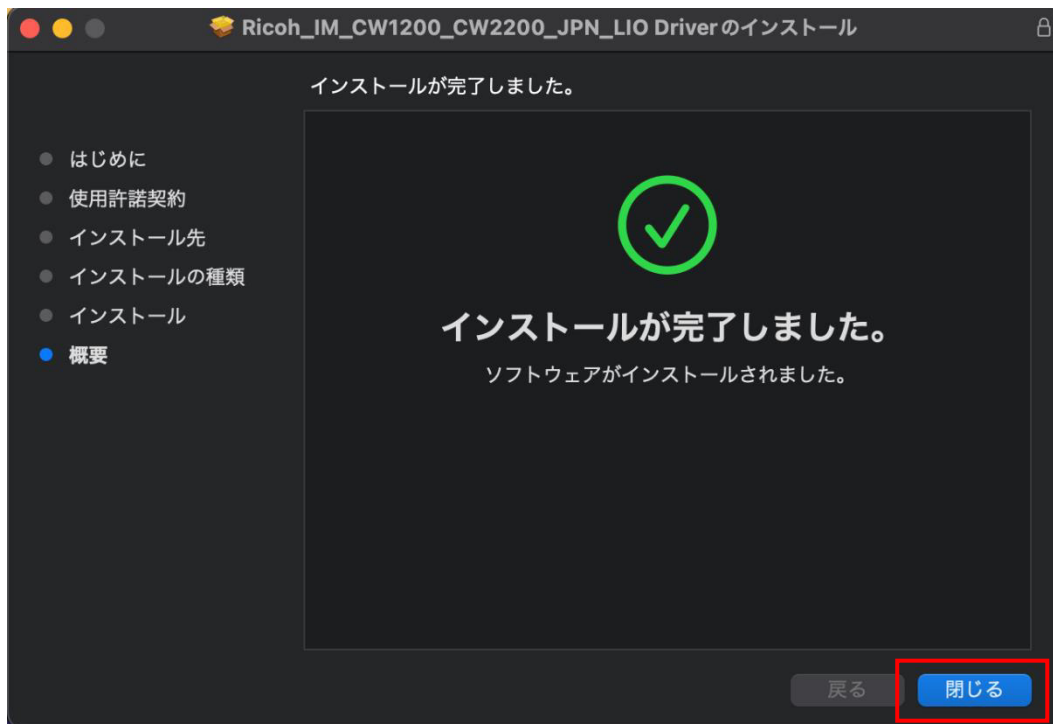 Ricoh_IM_CW1200_CW2200_JPN_LIO Driverのインストール
インストールが完了しました。
はじめに
使用許諾契約
インストール先
インストールの種類
インストール
概要
インストールが完了しました。
ソフトウェアがインストールされました。
戻る
閉じる